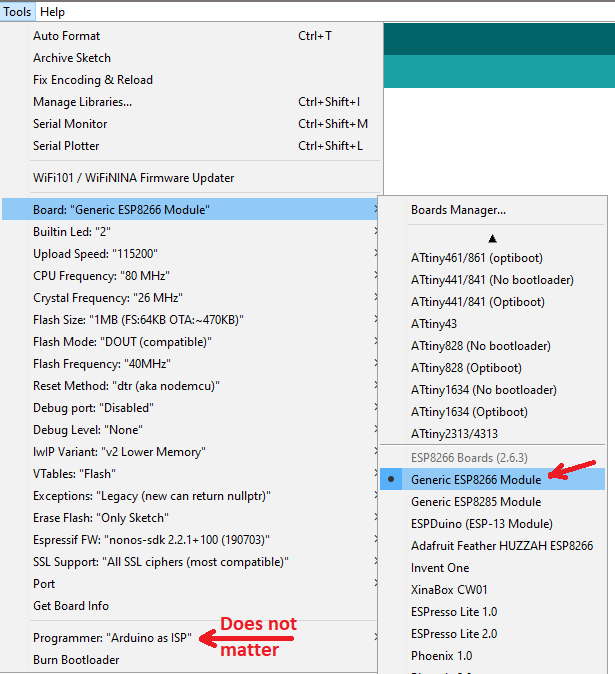 Tools Help
Auto Format Ctrl+T
Archive Sketch
Fix Encoding & Reload
Manage Libraries... Ctrl+Shift+I
Serial Monitor Ctrl+Shift+M
Serial Plotter Ctrl+Shift+L
WiFi101 / WiFiNINA Firmware Updater
Board: "Generic ESP8266 Module"
Builtin Led: "2"
Upload Speed: "115200"
CPU Frequency: "80 MHz"
Crystal Frequency: "26 MHz"
Flash Size: "1MB (FS:64KB OTA:~470KB)"
Flash Mode: "DOUT (compatible)"
Flash Frequency: "40MHz"
Reset Method: "dtr (aka nodemcu)"
Debug port: "Disabled"
Debug Level: "None"
lwIP Variant: "v2 Lower Memory"
VTables: "Flash"
Exceptions: "Legacy (new can return nullptr)"
Erase Flash: "Only Sketch"
Espressif FW: "nonos-sdk 2.2.1+100 (190703)"
SSL Support: "All SSL ciphers (most compatible)"
Port
Get Board Info
Programmer: "Arduino as ISP"
Burn Bootloader
Does not
matter
Boards Manager...
ATtiny461/861 (optiboot)
ATtiny441/841 (No bootloader)
ATtiny441/841 (Optiboot)
ATtiny43
ATtiny828 (No bootloader)
ATtiny828 (Optiboot)
ATtiny1634 (No bootloader)
ATtiny1634 (Optiboot)
ATtiny2313/4313
ESP8266 Boards (2.6.3)
Generic ESP8266 Module
Generic ESP8285 Module
ESPDuino (ESP-13 Module)
Adafruit Feather HUZZAH ESP8266
Invent One
XinaBox CW01
ESPresso Lite 1.0
ESPresso Lite 2.0
Phoenix 1.0